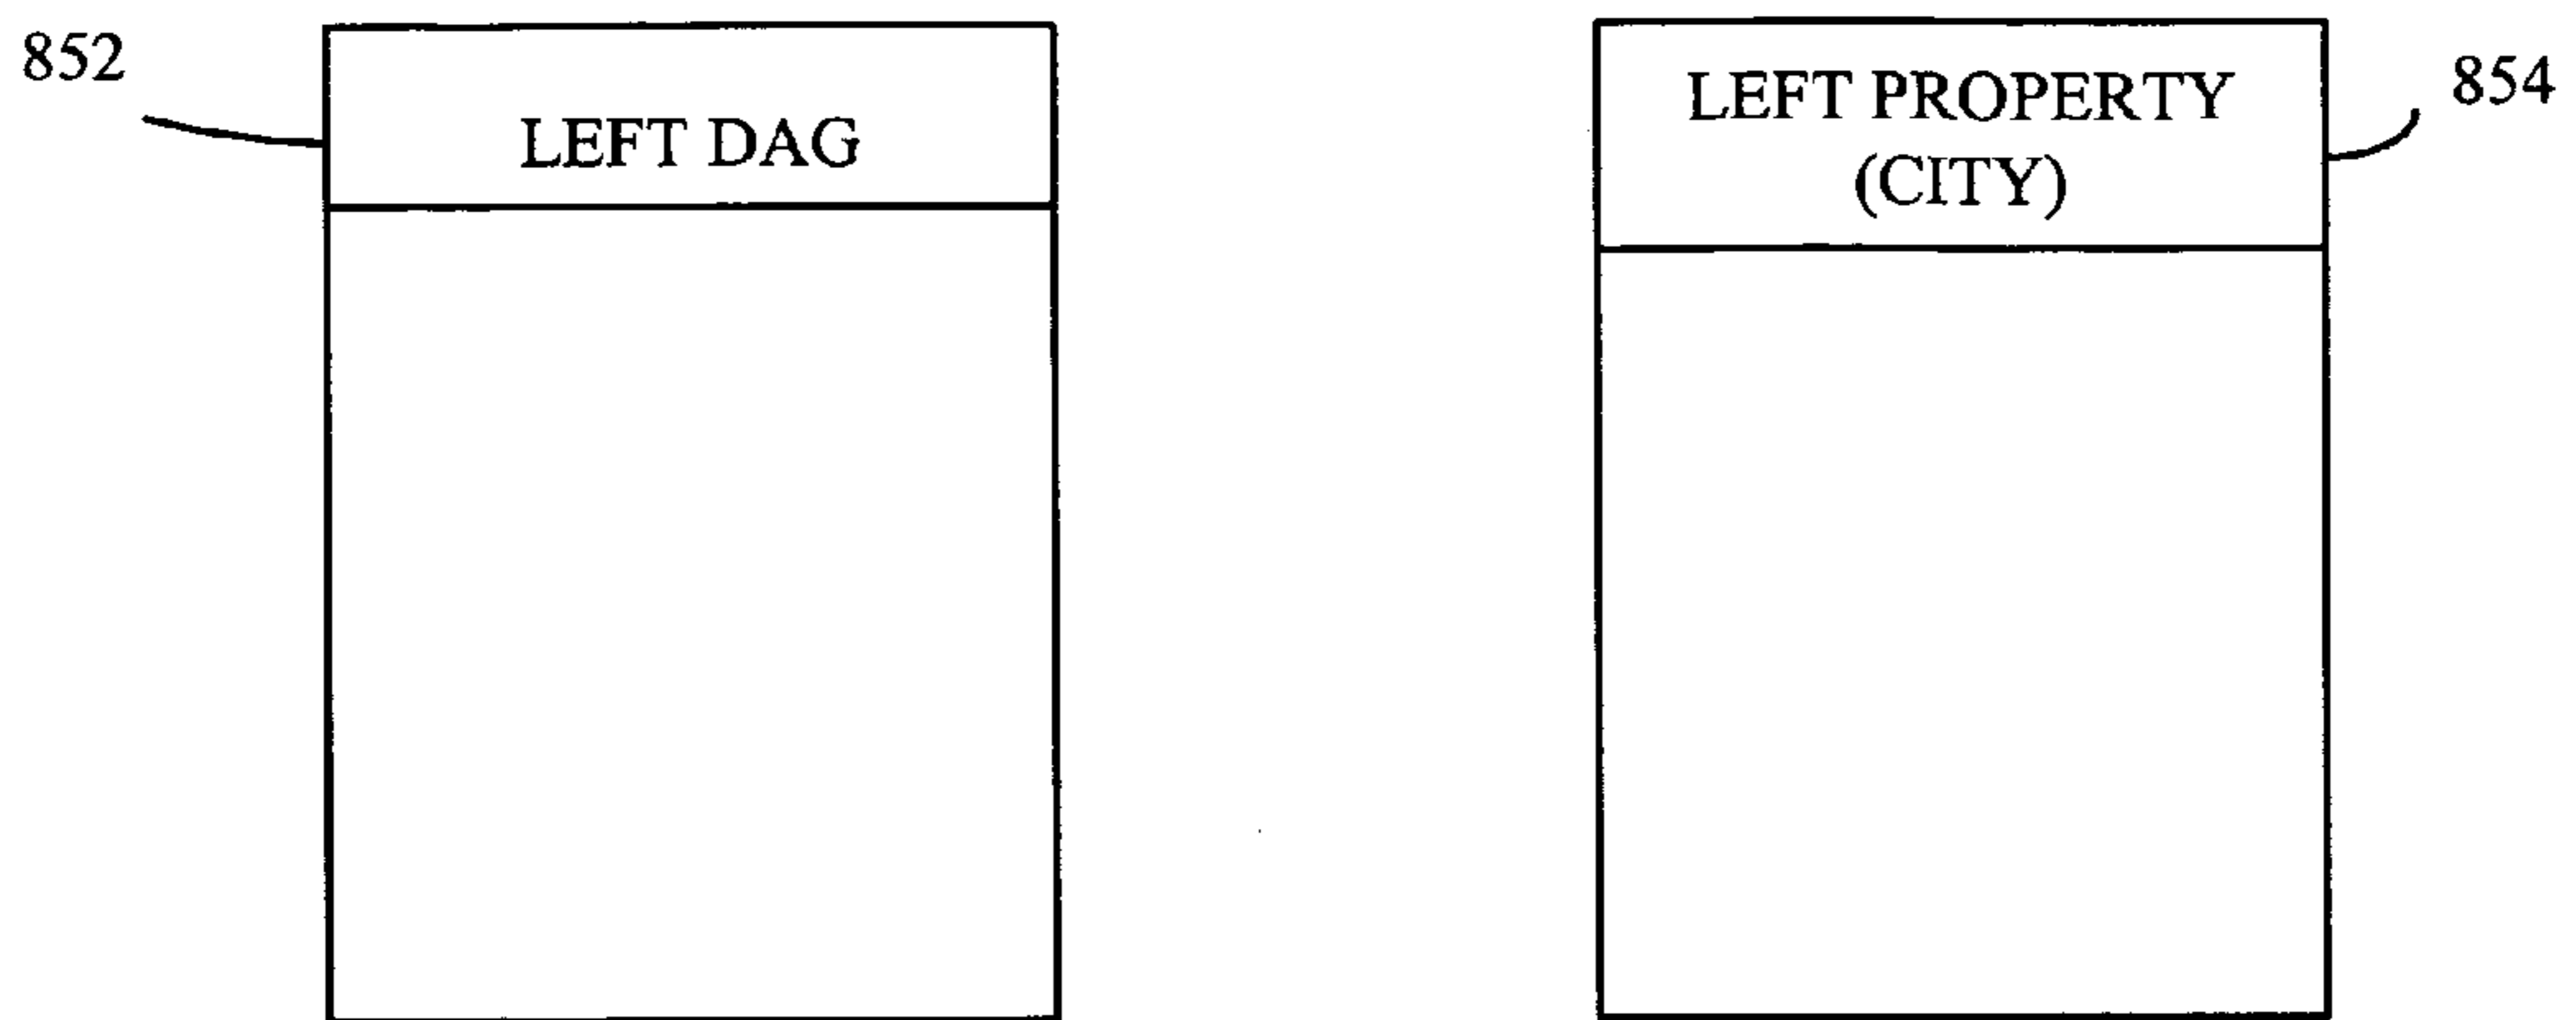 852
LEFT DAG
LEFT PROPERTY
(CITY)
854